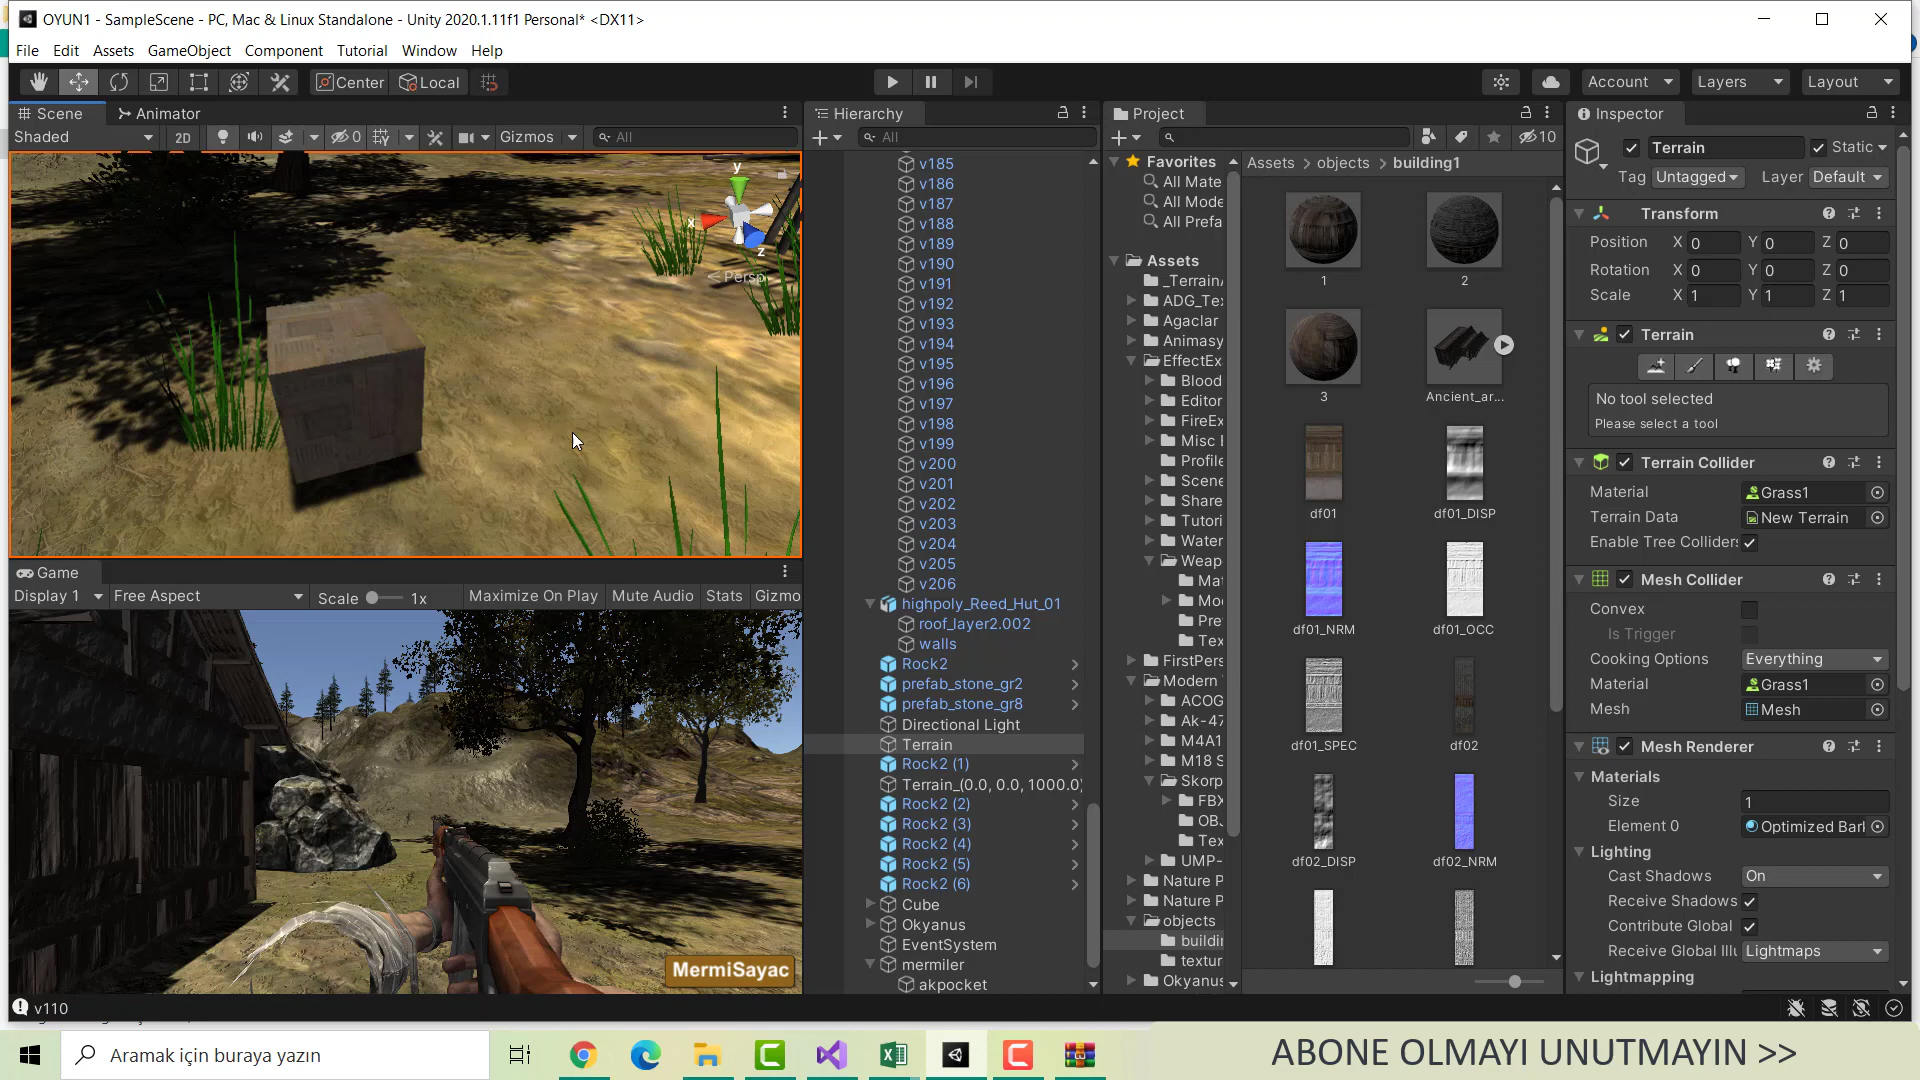 OYUN1 - SampleScene - PC, Mac & Linux Standalone - Unity 2020.1.11f1 Personal* <DX11>
File Edit Assets GameObject Component Tutorial Window Help
Center Local Account Layers Layout
Scene Animator
Shaded 2D 0 Gizmos All
y
x
z
Persp
Game
Display 1 Free Aspect Scale 1x Maximize On Play Mute Audio Stats Gizmo
MermiSayac
Hierarchy
All
v185
v186
v187
v188
v189
v190
v191
v192
v193
v194
v195
v196
v197
v198
v199
v200
v201
v202
v203
v204
v205
v206
highpoly_Reed_Hut_01
roof_layer2.002
walls
Rock2
prefab_stone_gr2
prefab_stone_gr8
Directional Light
Terrain
Rock2 (1)
Terrain_(0.0, 0.0, 1000.0)
Rock2 (2)
Rock2 (3)
Rock2 (4)
Rock2 (5)
Rock2 (6)
Cube
Okyanus
EventSystem
mermiler
akpocket
Project
10
Favorites
All Mate
All Mode
All Prefa
Assets
_Terrain
ADG_Tex
Agaclar
Animasy
EffectEx
Blood
Editor
FireEx
Misc
Profile
Scene
Share
Tutori
Water
Weap
Mat
Mo
Pre
Tex
FirstPers
Modern
ACOG
Ak-47
M4A1
M18 S
Skorp
FBX
OBJ
Tex
UMP-
Nature P
Nature P
objects
buildin
textur
Okyanus
Assets > objects > building1
1
2
3
Ancient_ar...
df01
df01_DISP
df01_NRM
df01_OCC
df01_SPEC
df02
df02_DISP
df02_NRM
Inspector
Terrain Static
Tag Untagged Layer Default
Transform
Position X 0 Y 0 Z 0
Rotation X 0 Y 0 Z 0
Scale X 1 Y 1 Z 1
Terrain
No tool selected
Please select a tool
Terrain Collider
Material Grass1
Terrain Data New Terrain
Enable Tree Colliders
Mesh Collider
Convex
Is Trigger
Cooking Options Everything
Material Grass1
Mesh Mesh
Mesh Renderer
Materials
Size 1
Element 0 Optimized Bark
Lighting
Cast Shadows On
Receive Shadows
Contribute Global
Receive Global Illu Lightmaps
Lightmapping
v110
Aramak için buraya yazın
ABONE OLMAYI UNUTMAYIN >>